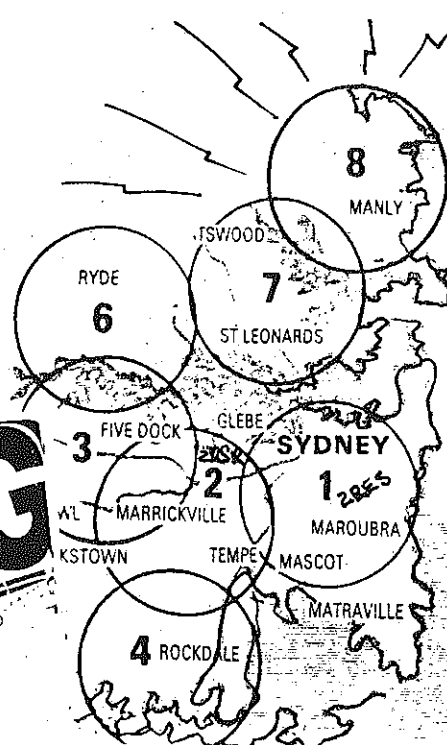 8
MANLY
TSWOOD
RYDE
7
6
ST LEONARDS
3
FIVE DOCK
GLEBE
SYDNEY
2
1
2RES
MARRICKVILLE
MAROUBRA
KSTOWN
TEMPE
MASCOT
MATRAVILLE
4 ROCKDALE
G